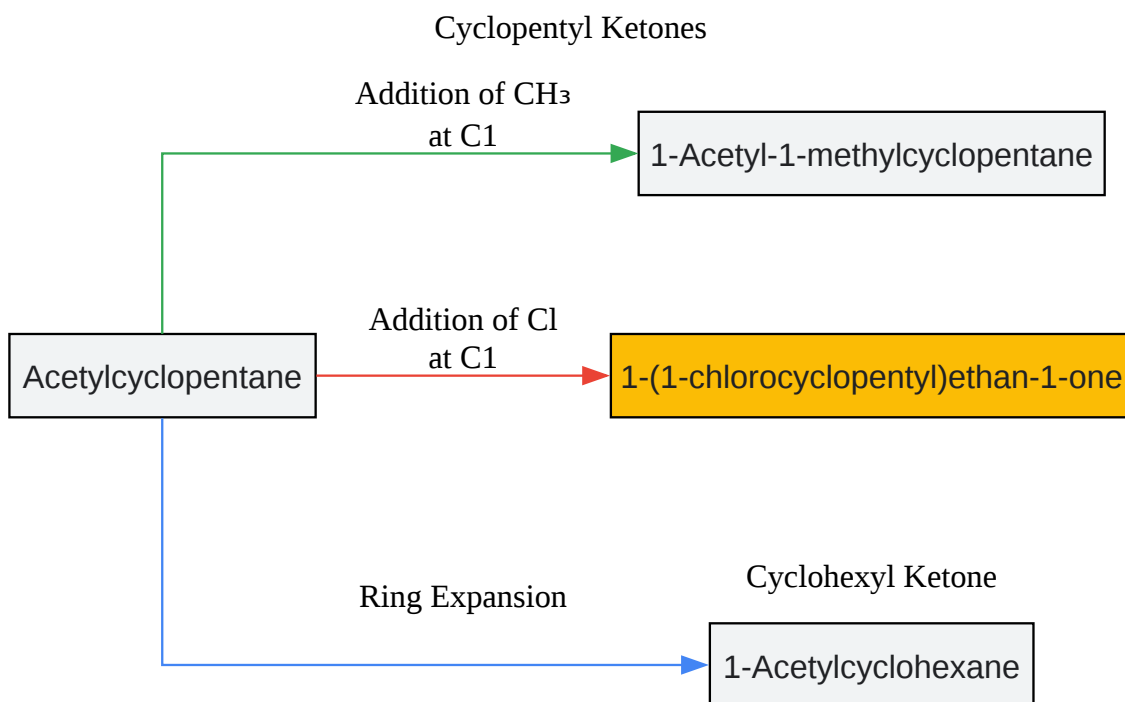 Cyclopentyl Ketones
Addition of CH₃
at C1
1-Acetyl-1-methylcyclopentane
Addition of Cl
at C1
Acetylcyclopentane
1-(1-chlorocyclopentyl)ethan-1-one
Ring Expansion
Cyclohexyl Ketone
1-Acetylcyclohexane